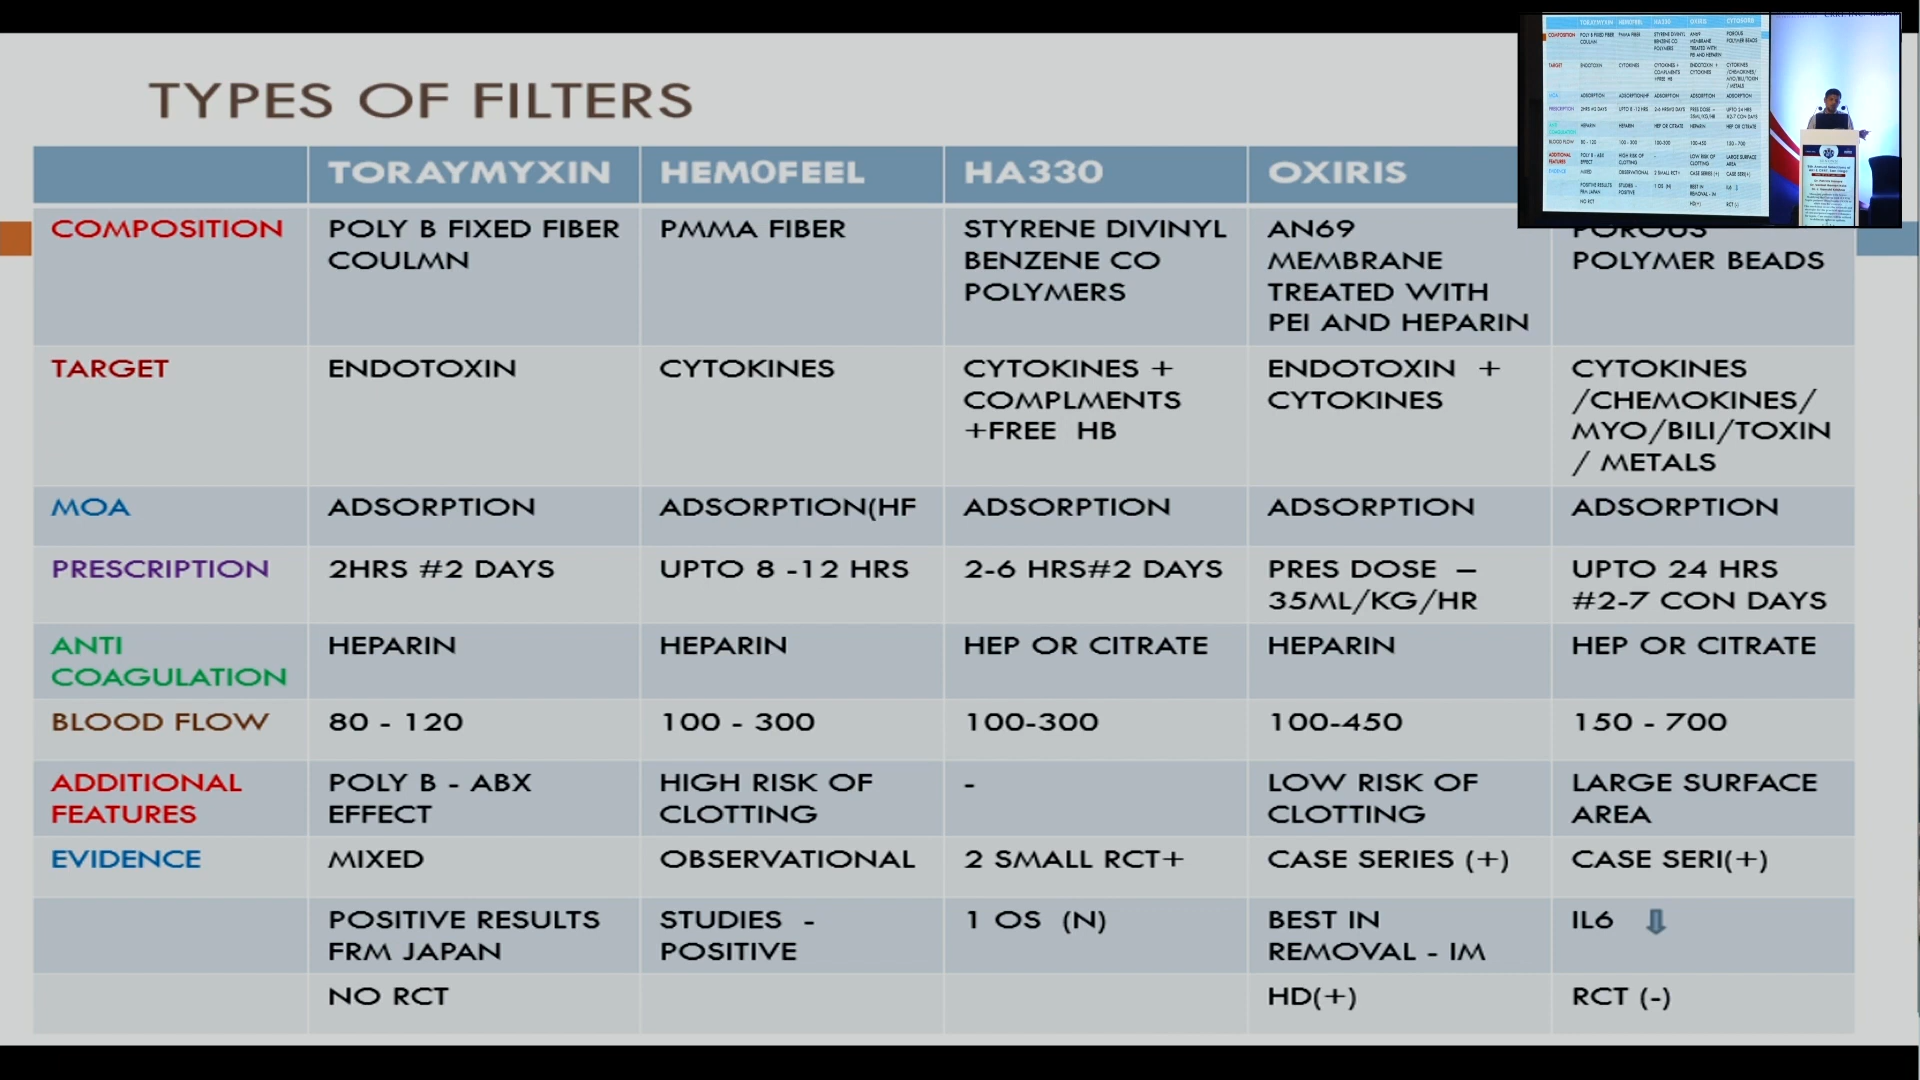 TYPES OF FILTERS
TORAYMYXIN HEMOFEEL HA330 OXIRIS
COMPOSITION POLY B FIXED FIBER PMMA FIBER STYRENE DIVINYL AN69 POROUS
COULMN BENZENE CO MEMBRANE POLYMER BEADS
POLYMERS TREATED WITH
PEI AND HEPARIN
TARGET ENDOTOXIN CYTOKINES CYTOKINES + ENDOTOXIN + CYTOKINES
COMPLMENTS CYTOKINES /CHEMOKINES/
+FREE HB MYO/BILI/TOXIN
/ METALS
MOA ADSORPTION ADSORPTION(HF ADSORPTION ADSORPTION ADSORPTION
PRESCRIPTION 2HRS #2 DAYS UPTO 8 -12 HRS 2-6 HRS#2 DAYS PRES DOSE – UPTO 24 HRS
35ML/KG/HR #2-7 CON DAYS
ANTI HEPARIN HEPARIN HEP OR CITRATE HEPARIN HEP OR CITRATE
COAGULATION
BLOOD FLOW 80 - 120 100 - 300 100-300 100-450 150 - 700
ADDITIONAL POLY B - ABX HIGH RISK OF - LOW RISK OF LARGE SURFACE
FEATURES EFFECT CLOTTING CLOTTING AREA
EVIDENCE MIXED OBSERVATIONAL 2 SMALL RCT+ CASE SERIES (+) CASE SERI(+)
POSITIVE RESULTS STUDIES - 1 OS (N) BEST IN IL6
FRM JAPAN POSITIVE REMOVAL - IM
NO RCT HD(+) RCT (-)